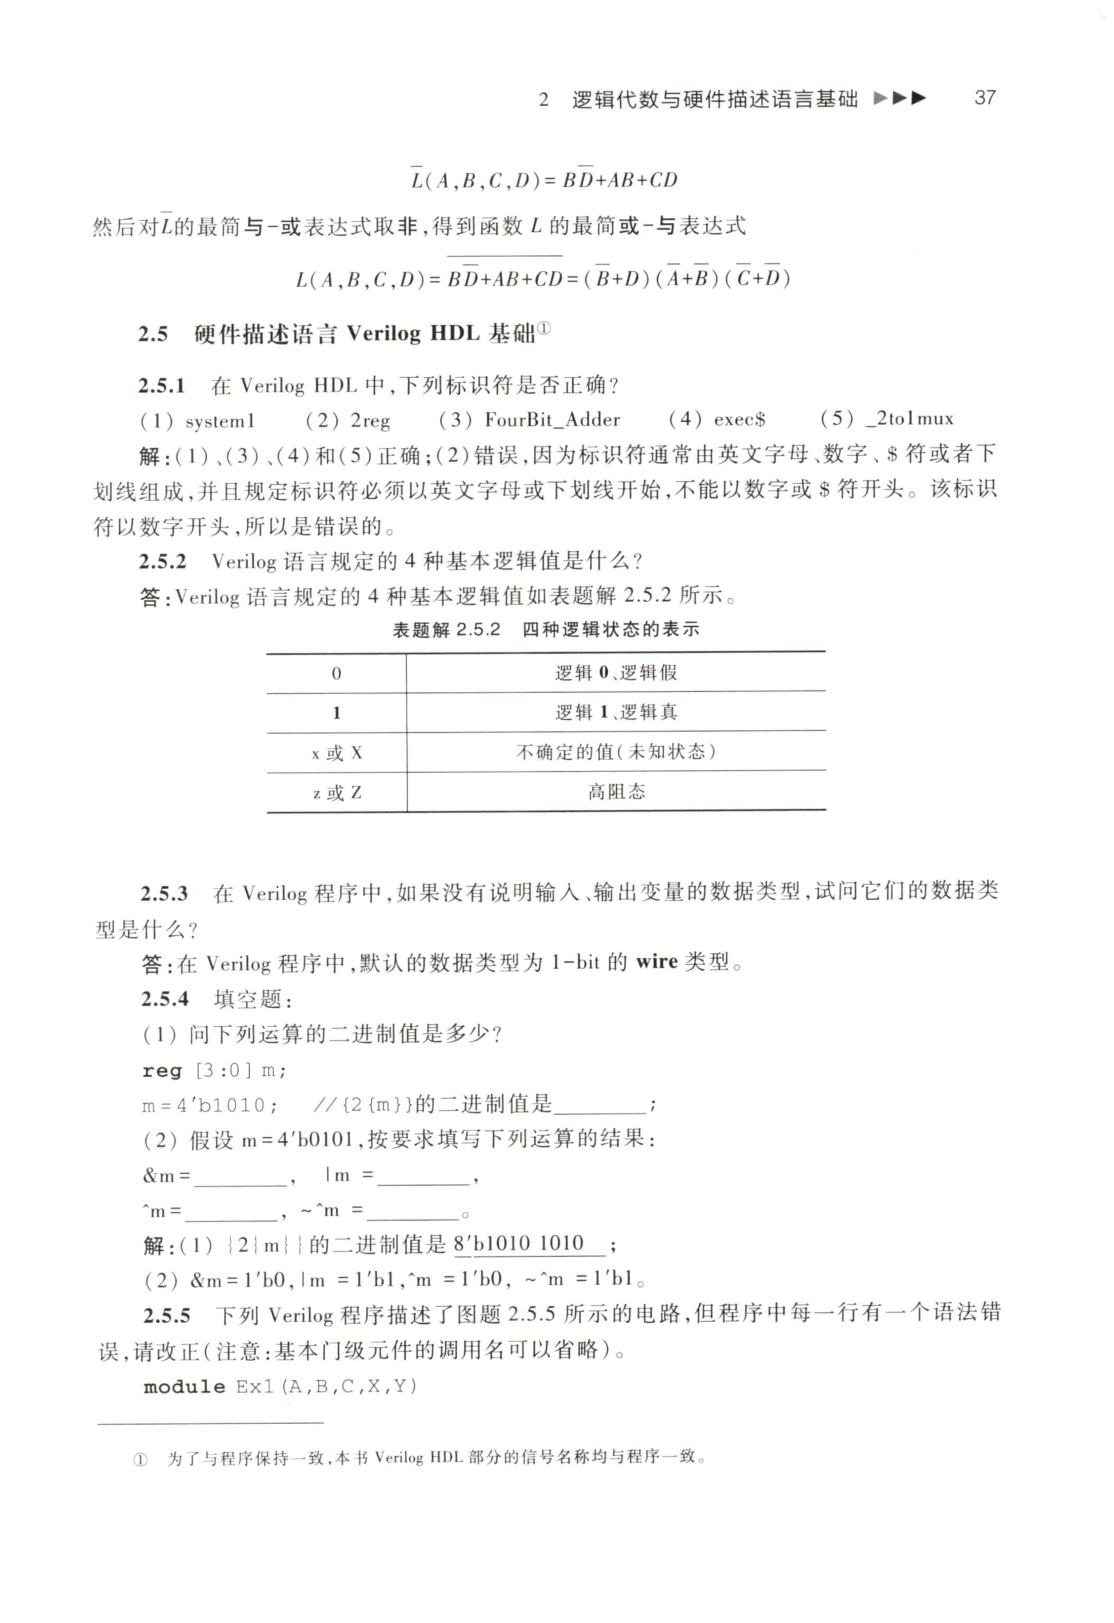 2 逻辑代数与硬件描述语言基础 ▶▶▶ 37
L̅(A,B,C,D)=BD̅+AB+CD
然后对L̅的最简与-或表达式取非,得到函数 L 的最简或-与表达式
L(A,B,C,D)=\overline{BD̅+AB+CD}=(B̅+D)(A̅+B̅)(C̅+D̅)
2.5 硬件描述语言 Verilog HDL 基础①
2.5.1 在 Verilog HDL 中,下列标识符是否正确?
(1) system1 (2) 2reg (3) FourBit_Adder (4) exec$ (5) _2to1mux
解:(1)、(3)、(4)和(5)正确;(2)错误,因为标识符通常由英文字母、数字、$ 符或者下
划线组成,并且规定标识符必须以英文字母或下划线开始,不能以数字或 $ 符开头。该标识
符以数字开头,所以是错误的。
2.5.2 Verilog 语言规定的 4 种基本逻辑值是什么?
答:Verilog 语言规定的 4 种基本逻辑值如表题解 2.5.2 所示。
表题解 2.5.2 四种逻辑状态的表示
0 逻辑 0、逻辑假
1 逻辑 1、逻辑真
x 或 X 不确定的值(未知状态)
z 或 Z 高阻态
2.5.3 在 Verilog 程序中,如果没有说明输入、输出变量的数据类型,试问它们的数据类
型是什么?
答:在 Verilog 程序中,默认的数据类型为 1-bit 的 wire 类型。
2.5.4 填空题:
(1) 问下列运算的二进制值是多少?
reg [3:0] m;
m=4'b1010; //{2{m}}的二进制值是________;
(2) 假设 m=4'b0101,按要求填写下列运算的结果:
&m=________, |m =________,
^m=________, ~^m =________。
解:(1) {2{m}}的二进制值是 8'b1010 1010 ;
(2) &m=1'b0,|m =1'b1,^m =1'b0, ~^m =1'b1。
2.5.5 下列 Verilog 程序描述了图题 2.5.5 所示的电路,但程序中每一行有一个语法错
误,请改正(注意:基本门级元件的调用名可以省略)。
module Ex1(A,B,C,X,Y)
① 为了与程序保持一致,本书 Verilog HDL 部分的信号名称均与程序一致。